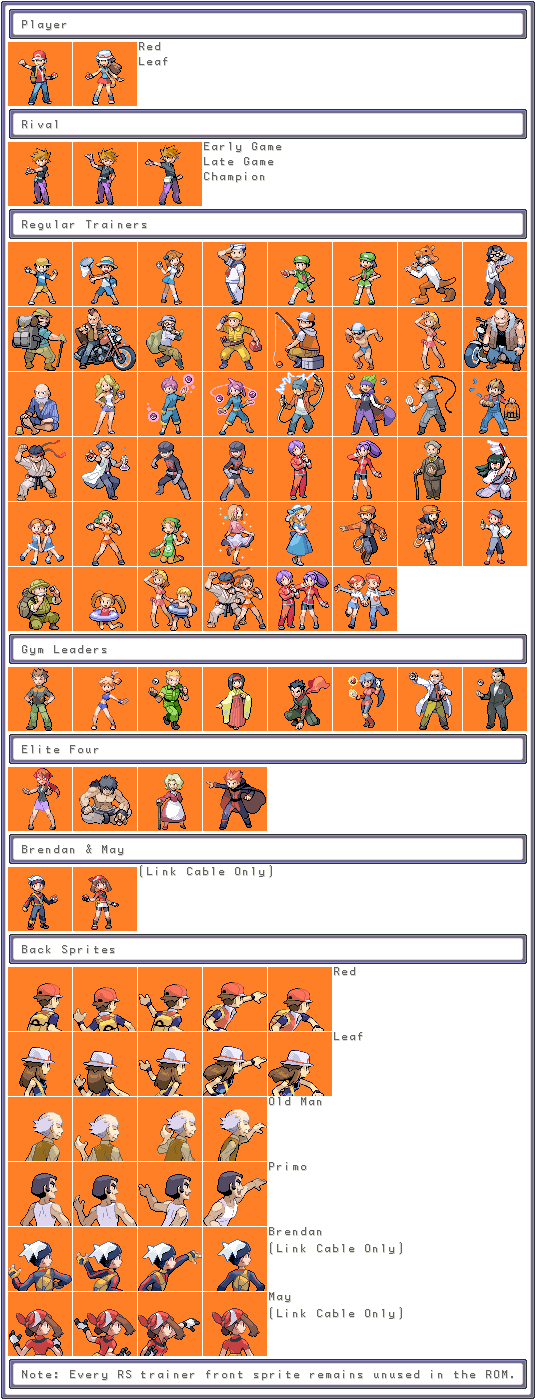 Player
Red
Leaf
Rival
Early Game
Late Game
Champion
Regular Trainers
Gym Leaders
Elite Four
Brendan & May
(Link Cable Only)
Back Sprites
Red
Leaf
Old Man
Primo
Brendan
(Link Cable Only)
May
(Link Cable Only)
Note: Every RS trainer front sprite remains unused in the ROM.